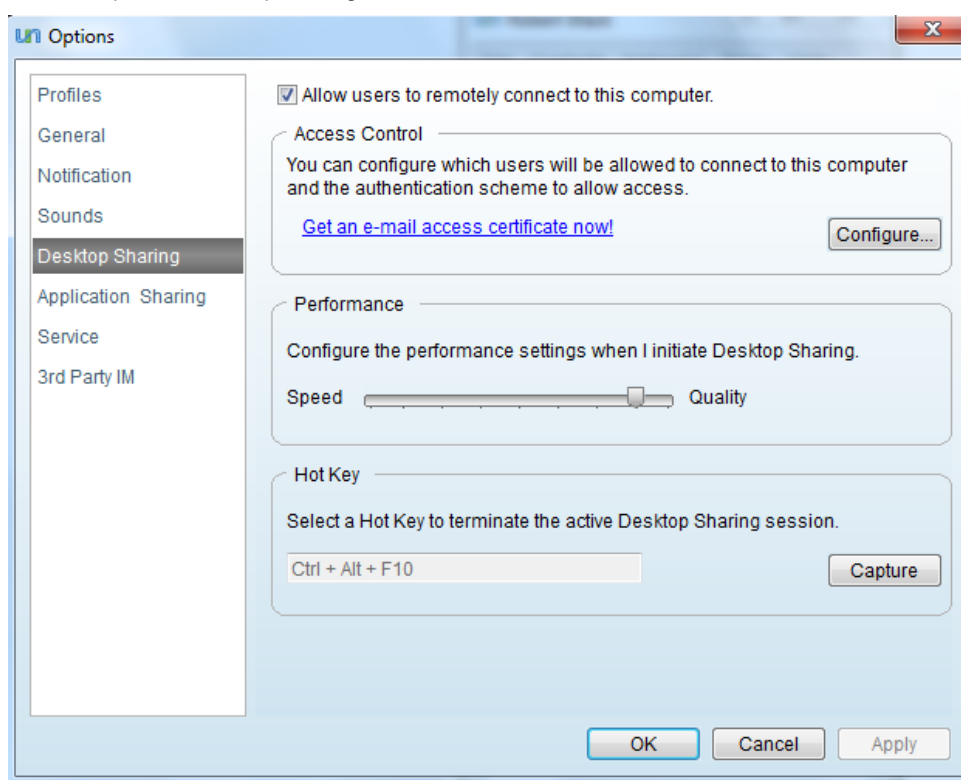 un Options
Profiles
General
Notification
Sounds
Desktop Sharing
Application Sharing
Service
3rd Party IM
Allow users to remotely connect to this computer.
Access Control
You can configure which users will be allowed to connect to this computer
and the authentication scheme to allow access.
Get an e-mail access certificate now!
Configure...
Performance
Configure the performance settings when I initiate Desktop Sharing.
Speed Quality
Hot Key
Select a Hot Key to terminate the active Desktop Sharing session.
Ctrl + Alt + F10
Capture
OK Cancel Apply